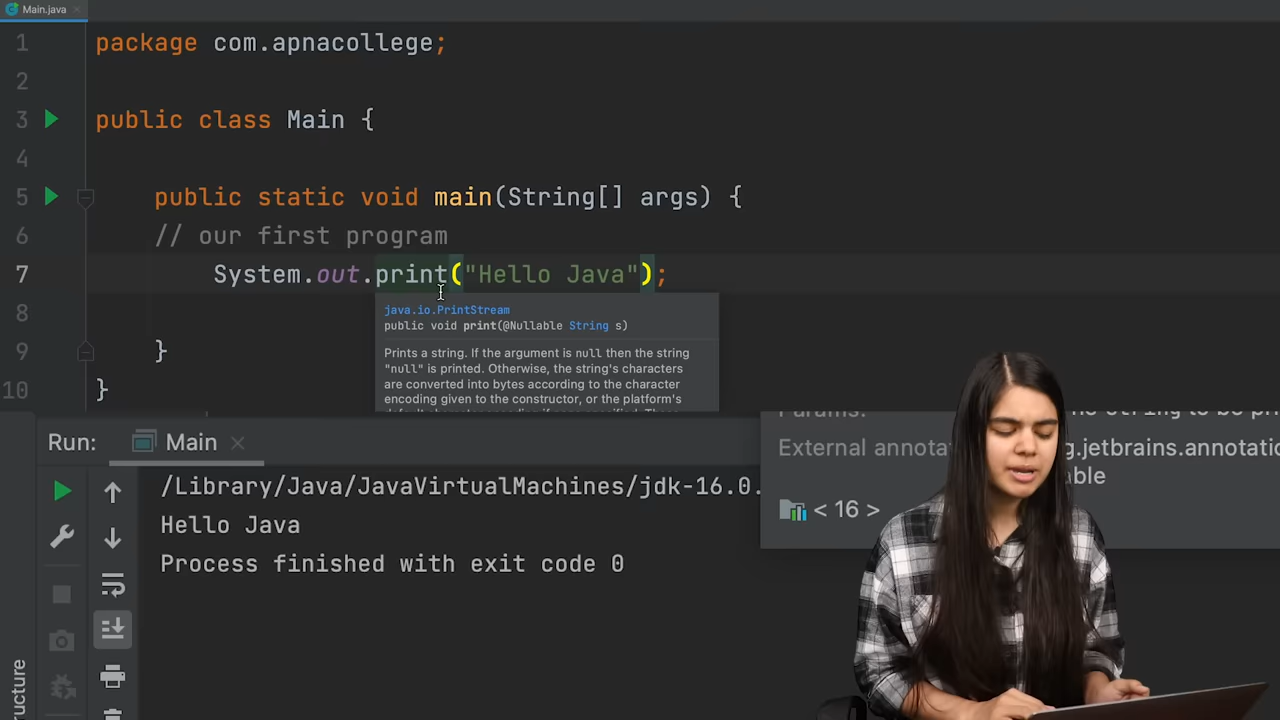 Main.java
1 package com.apnacollege;
2
3 public class Main {
4
5 public static void main(String[] args) {
6 // our first program
7 System.out.print("Hello Java");
8
9 }
10 }
java.io.PrintStream
public void print(@Nullable String s)
Prints a string. If the argument is null then the string
"null" is printed. Otherwise, the string's characters
are converted into bytes according to the character
encoding given to the constructor, or the platform's
Params:
External
g.jetbrains.annotatio
< 16 >
Run: Main
/Library/Java/JavaVirtualMachines/jdk-16.0.
Hello Java
Process finished with exit code 0
ructure